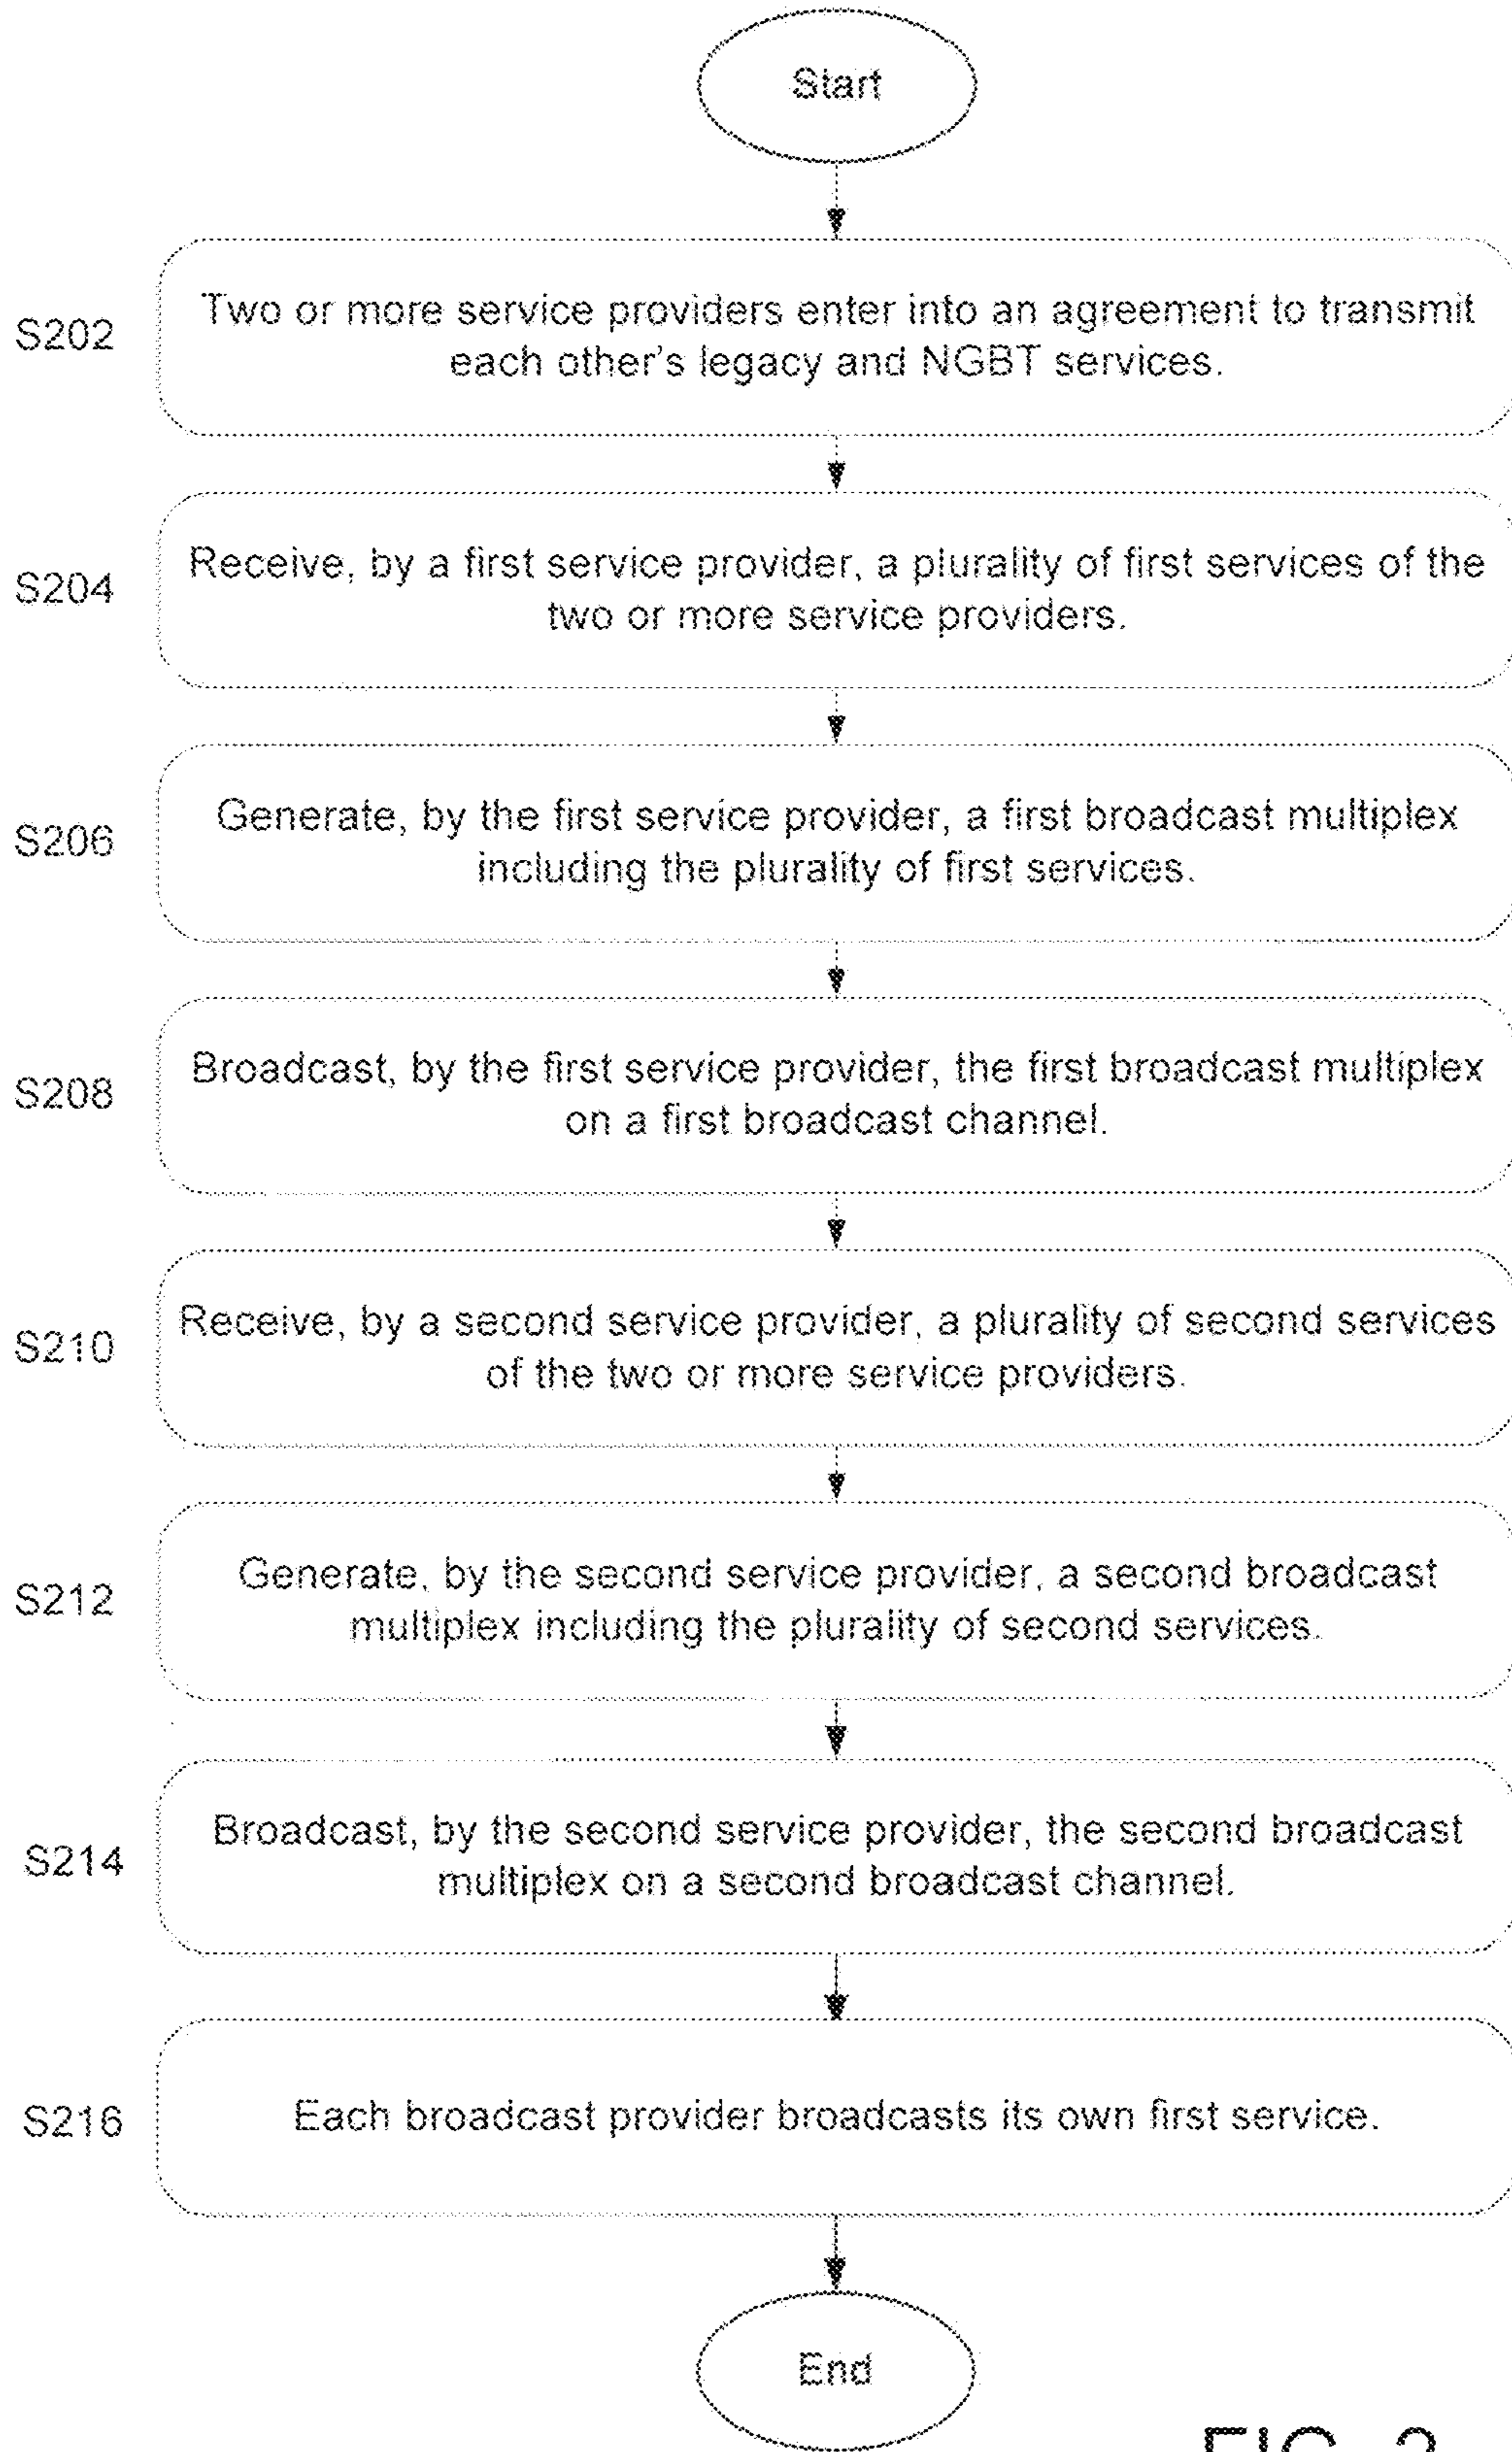 Start
S202
Two or more service providers enter into an agreement to transmit
each other's legacy and NGBT services.
S204
Receive, by a first service provider, a plurality of first services of the
two or more service providers.
S206
Generate, by the first service provider, a first broadcast multiplex
including the plurality of first services.
S208
Broadcast, by the first service provider, the first broadcast multiplex
on a first broadcast channel.
S210
Receive, by a second service provider, a plurality of second services
of the two or more service providers.
S212
Generate, by the second service provider, a second broadcast
multiplex including the plurality of second services.
S214
Broadcast, by the second service provider, the second broadcast
multiplex on a second broadcast channel.
S216
Each broadcast provider broadcasts its own first service.
End
FIG.